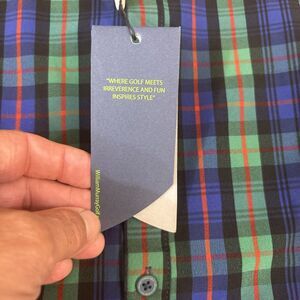 "WHERE GOLF MEETS
IRREVERENCE AND FUN
INSPIRES STYLE"
WilliamMurrayGolf